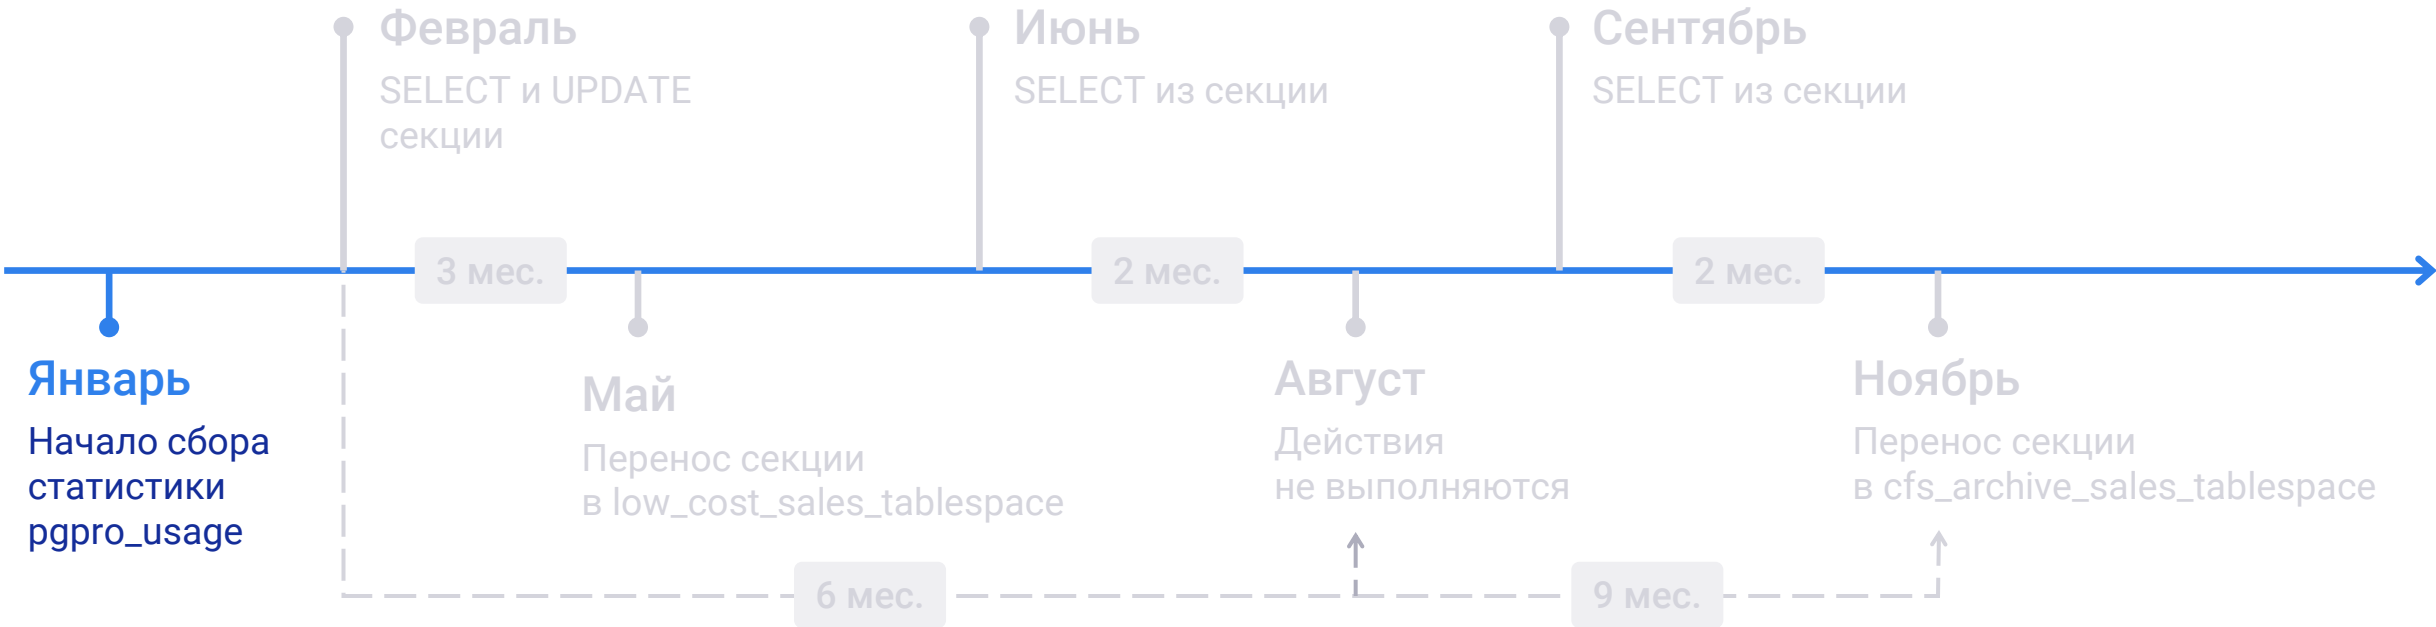 Февраль
SELECT и UPDATE
секции
Июнь
SELECT из секции
Сентябрь
SELECT из секции
3 мес.
2 мес.
2 мес.
Январь
Начало сбора
статистики
pgpro_usage
Май
Перенос секции
в low_cost_sales_tablespace
Август
Действия
не выполняются
Ноябрь
Перенос секции
в cfs_archive_sales_tablespace
6 мес.
9 мес.